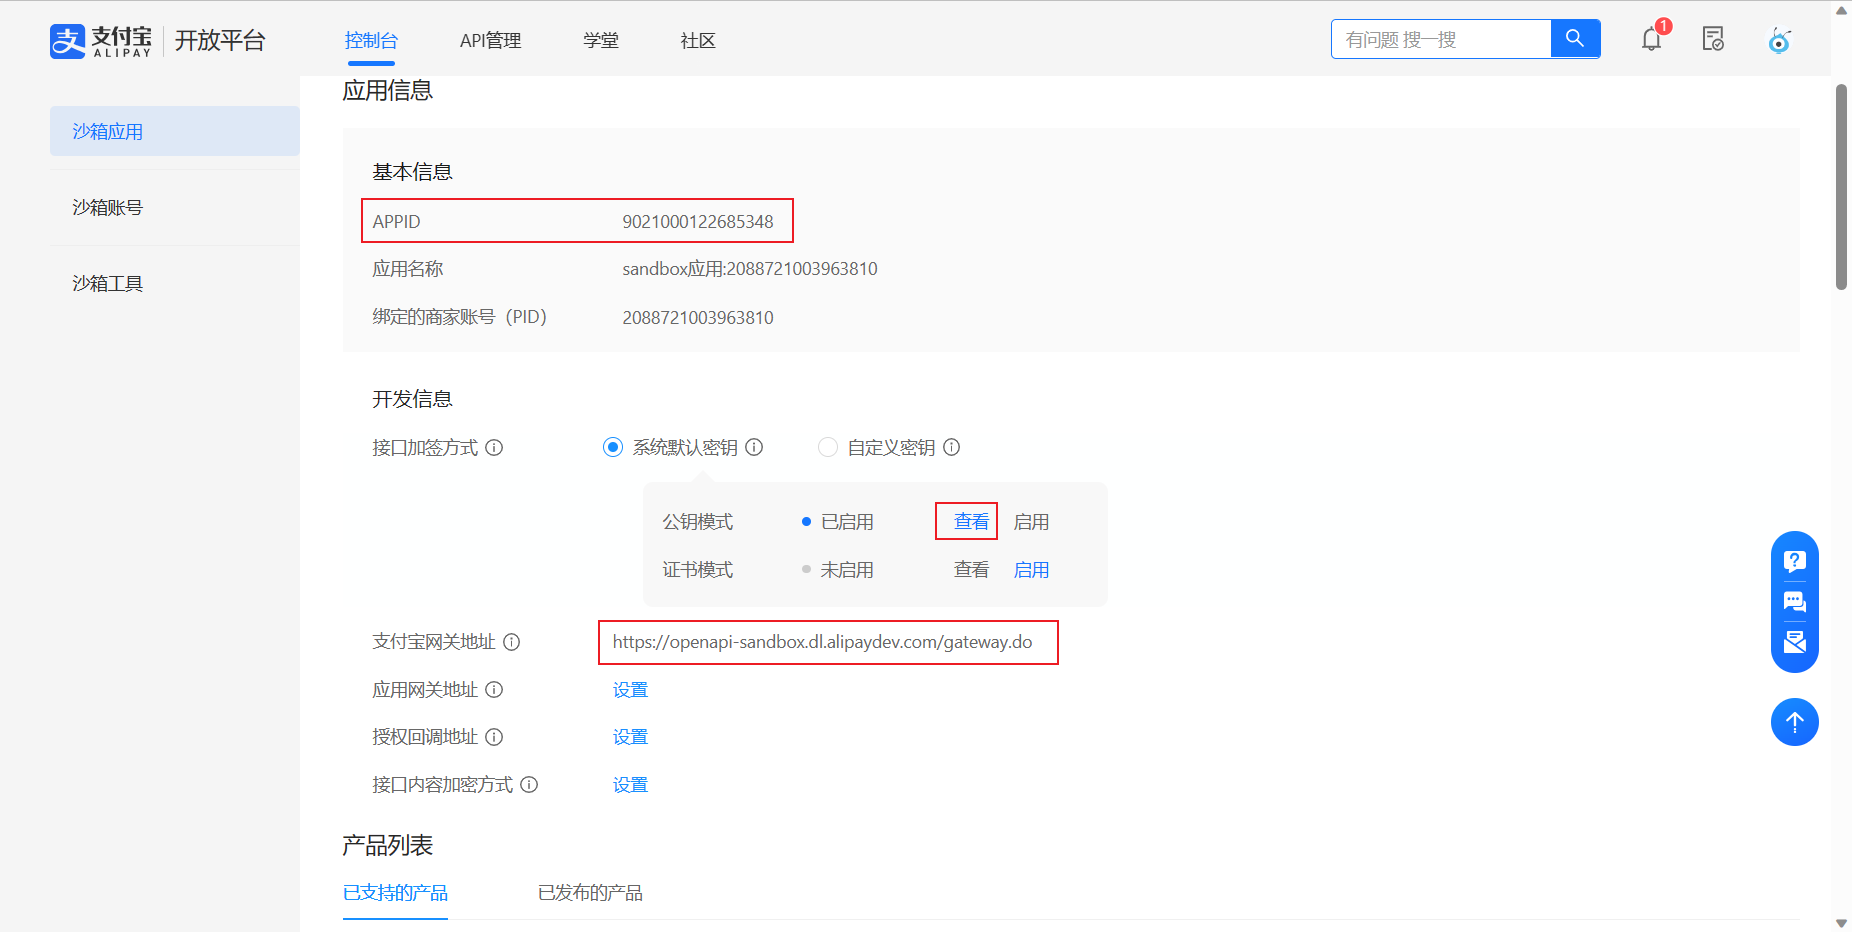 支付宝 开放平台 控制台 API管理 学堂 社区 有问题 搜一搜 1
ALIPAY
应用信息
沙箱应用
沙箱账号
沙箱工具
基本信息
APPID 9021000122685348
应用名称 sandbox应用:2088721003963810
绑定的商家账号（PID） 2088721003963810
开发信息
接口加签方式 系统默认密钥 自定义密钥
公钥模式 已启用 查看 启用
证书模式 未启用 查看 启用
支付宝网关地址 https://openapi-sandbox.dl.alipaydev.com/gateway.do
应用网关地址 设置
授权回调地址 设置
接口内容加密方式 设置
产品列表
已支持的产品 已发布的产品